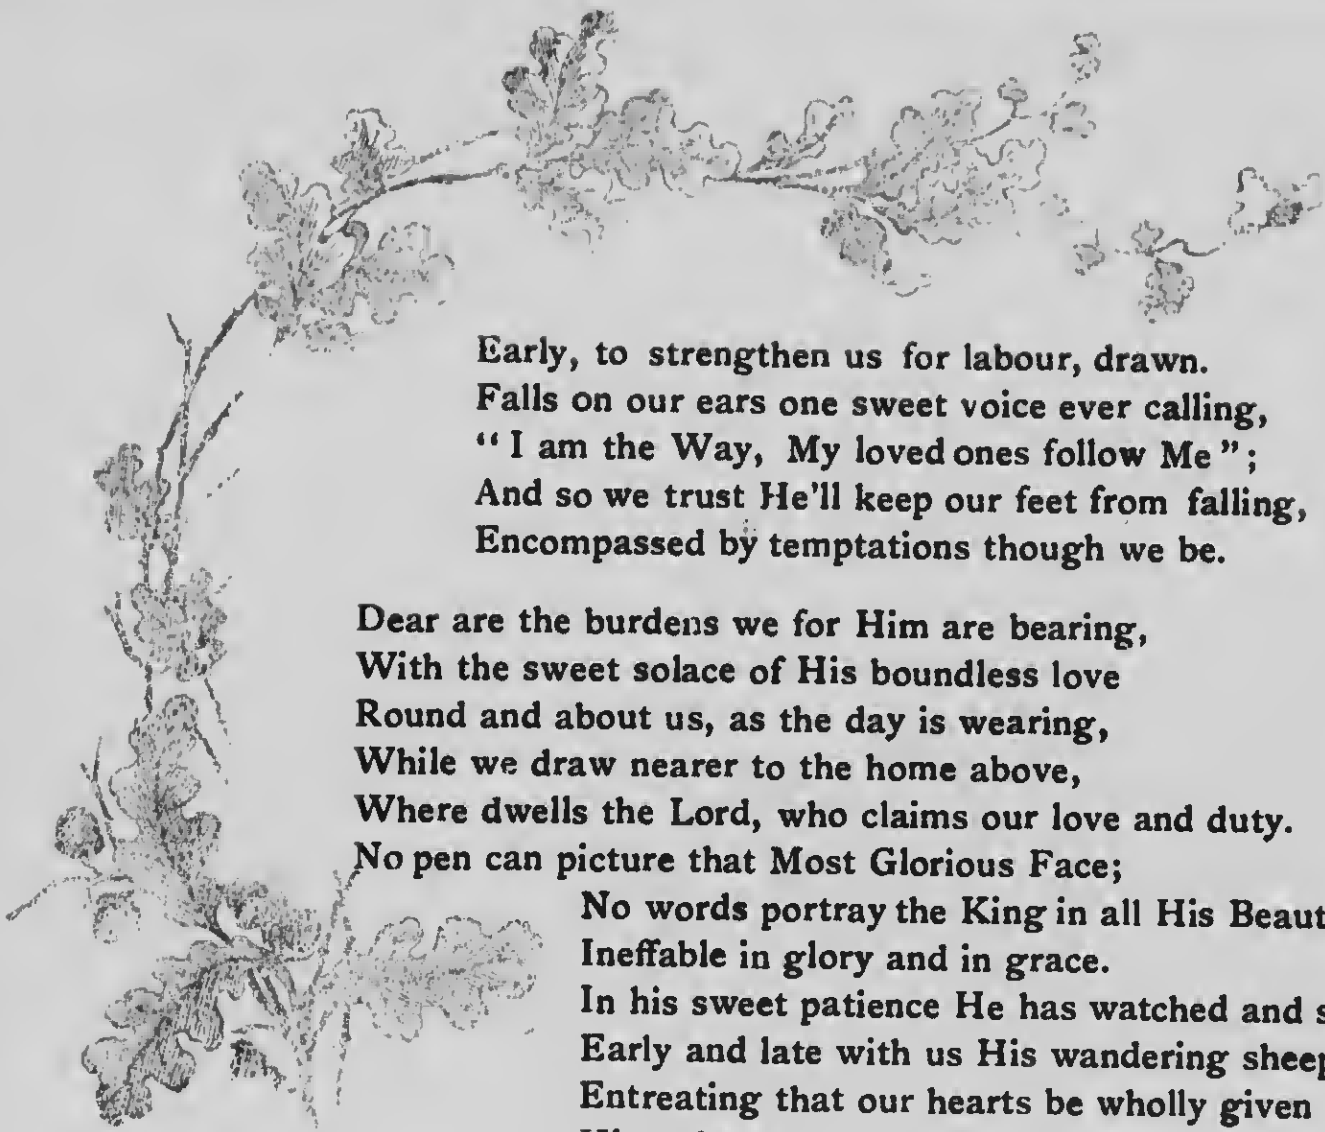 Early, to strengthen us for labour, drawn.
Falls on our ears one sweet voice ever calling,
“ I am the Way, My loved ones follow Me ” ;
And so we trust He'll keep our feet from falling,
Encompassed by temptations though we be.
Dear are the burdens we for Him are bearing,
With the sweet solace of His boundless love
Round and about us, as the day is wearing,
While we draw nearer to the home above,
Where dwells the Lord, who claims our love and duty.
No pen can picture that Most Glorious Face;
No words portray the King in all His Beaut
Ineffable in glory and in grace.
In his sweet patience He has watched and s
Early and late with us His wandering sheep
Entreating that our hearts be wholly given